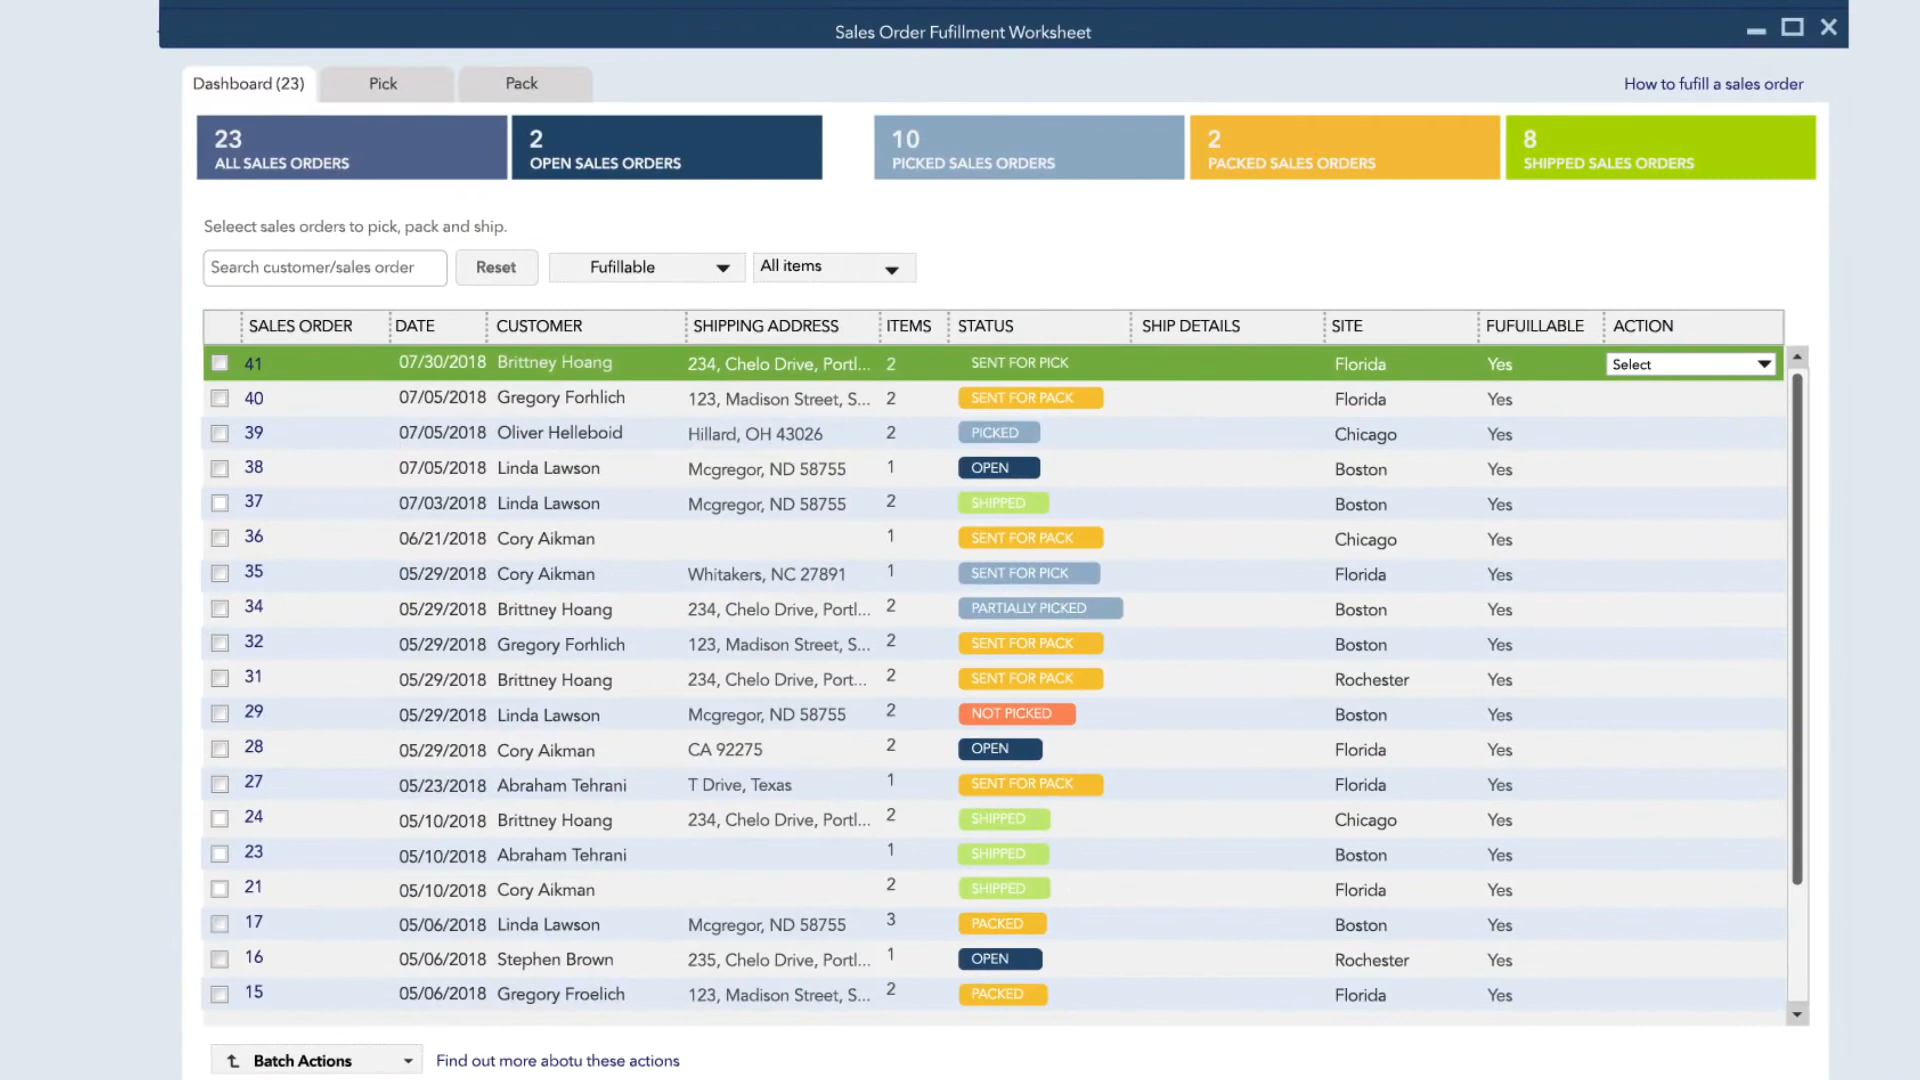 Sales Order Fufillment Worksheet
Dashboard (23) Pick Pack How to fufill a sales order
23 2 10 2 8
ALL SALES ORDERS OPEN SALES ORDERS PICKED SALES ORDERS PACKED SALES ORDERS SHIPPED SALES ORDERS
Seleect sales orders to pick, pack and ship.
Search customer/sales order Reset Fufillable All items
SALES ORDER DATE CUSTOMER SHIPPING ADDRESS ITEMS STATUS SHIP DETAILS SITE FUFUILLABLE ACTION
41 07/30/2018 Brittney Hoang 234, Chelo Drive, Portl... 2 SENT FOR PICK Florida Yes Select
40 07/05/2018 Gregory Forhlich 123, Madison Street, S... 2 SENT FOR PACK Florida Yes
39 07/05/2018 Oliver Helleboid Hillard, OH 43026 2 PICKED Chicago Yes
38 07/05/2018 Linda Lawson Mcgregor, ND 58755 1 OPEN Boston Yes
37 07/03/2018 Linda Lawson Mcgregor, ND 58755 2 SHIPPED Boston Yes
36 06/21/2018 Cory Aikman 1 SENT FOR PACK Chicago Yes
35 05/29/2018 Cory Aikman Whitakers, NC 27891 1 SENT FOR PICK Florida Yes
34 05/29/2018 Brittney Hoang 234, Chelo Drive, Portl... 2 PARTIALLY PICKED Boston Yes
32 05/29/2018 Gregory Forhlich 123, Madison Street, S... 2 SENT FOR PACK Boston Yes
31 05/29/2018 Brittney Hoang 234, Chelo Drive, Port... 2 SENT FOR PACK Rochester Yes
29 05/29/2018 Linda Lawson Mcgregor, ND 58755 2 NOT PICKED Boston Yes
28 05/29/2018 Cory Aikman CA 92275 2 OPEN Florida Yes
27 05/23/2018 Abraham Tehrani T Drive, Texas 1 SENT FOR PACK Florida Yes
24 05/10/2018 Brittney Hoang 234, Chelo Drive, Portl... 2 SHIPPED Chicago Yes
23 05/10/2018 Abraham Tehrani 1 SHIPPED Boston Yes
21 05/10/2018 Cory Aikman 2 SHIPPED Florida Yes
17 05/06/2018 Linda Lawson Mcgregor, ND 58755 3 PACKED Boston Yes
16 05/06/2018 Stephen Brown 235, Chelo Drive, Portl... 1 OPEN Rochester Yes
15 05/06/2018 Gregory Froelich 123, Madison Street, S... 2 PACKED Florida Yes
Batch Actions Find out more abotu these actions